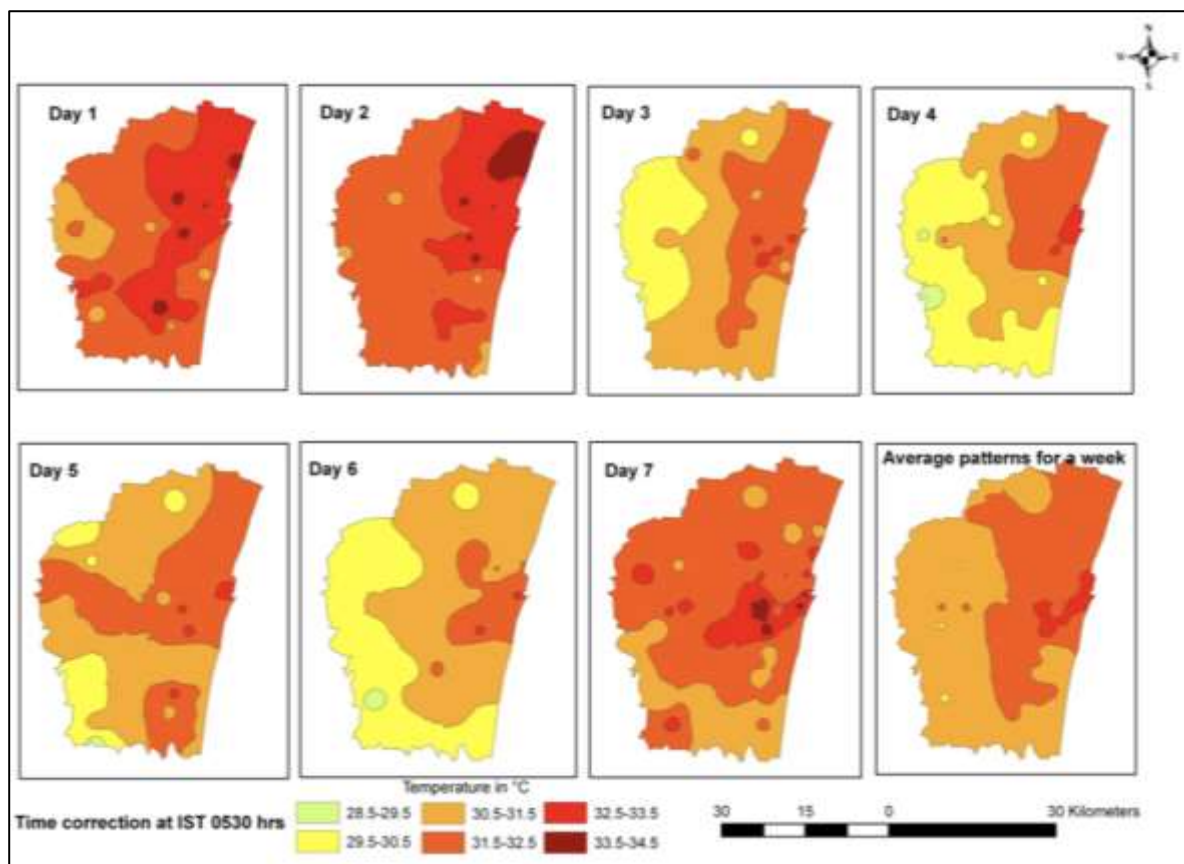 N
W E
S
Day 1
Day 2
Day 3
Day 4
Day 5
Day 6
Day 7
Average patterns for a week
Temperature in °C
Time correction at IST 0530 hrs
28.5-29.5
30.5-31.5
32.5-33.5
29.5-30.5
31.5-32.5
33.5-34.5
30 15 0 30 Kilometers